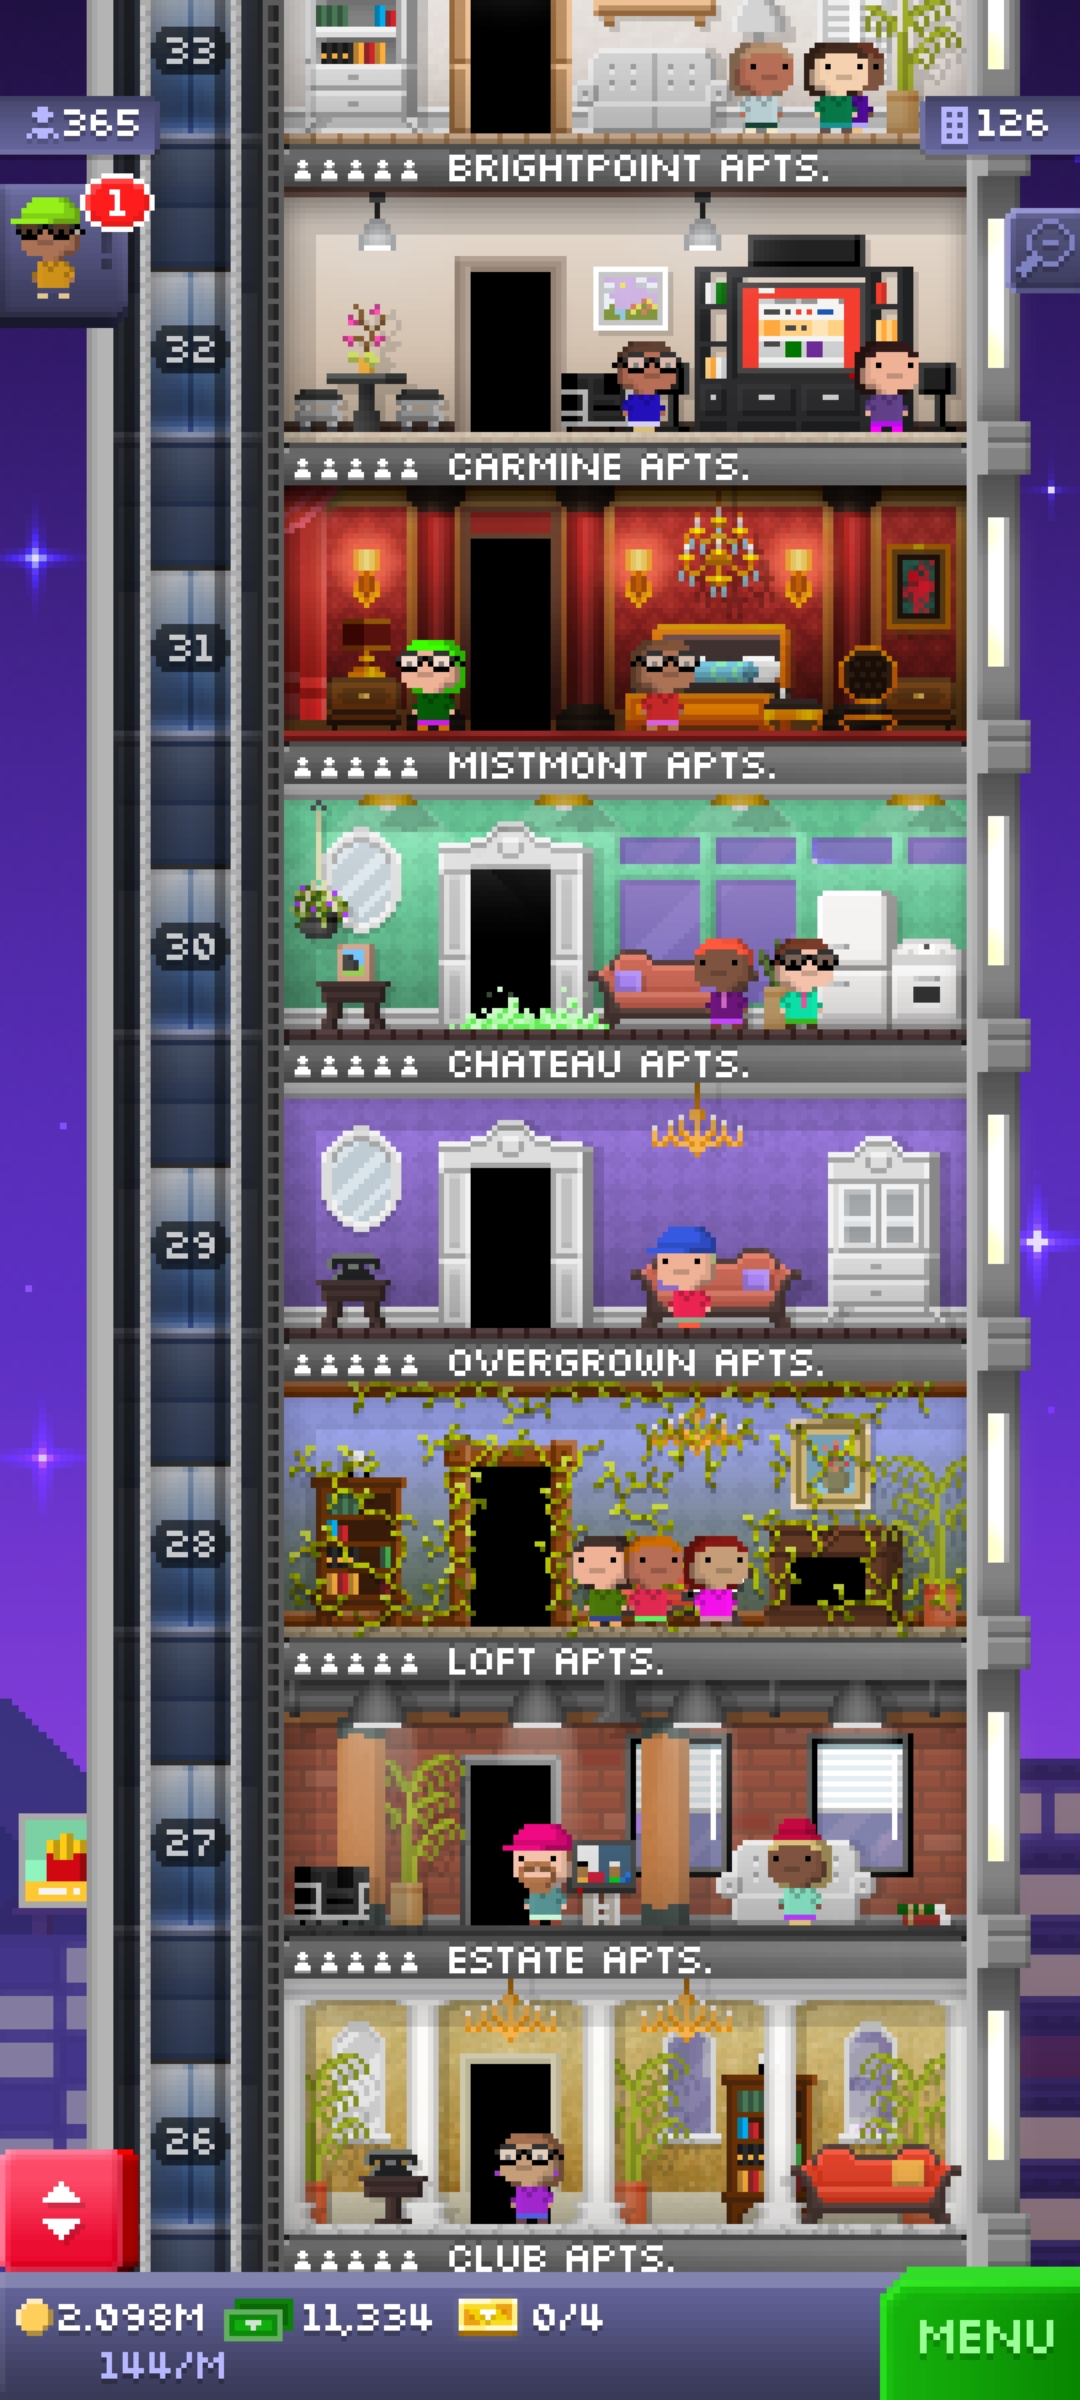 33
365
126
BRIGHTPOINT APTS.
1
32
CARMINE APTS.
31
MISTMONT APTS.
30
CHATEAU APTS.
29
OVERGROWN APTS.
28
LOFT APTS.
27
ESTATE APTS.
26
CLUB APTS.
2.098M 11,334 0/4
144/M
MENU